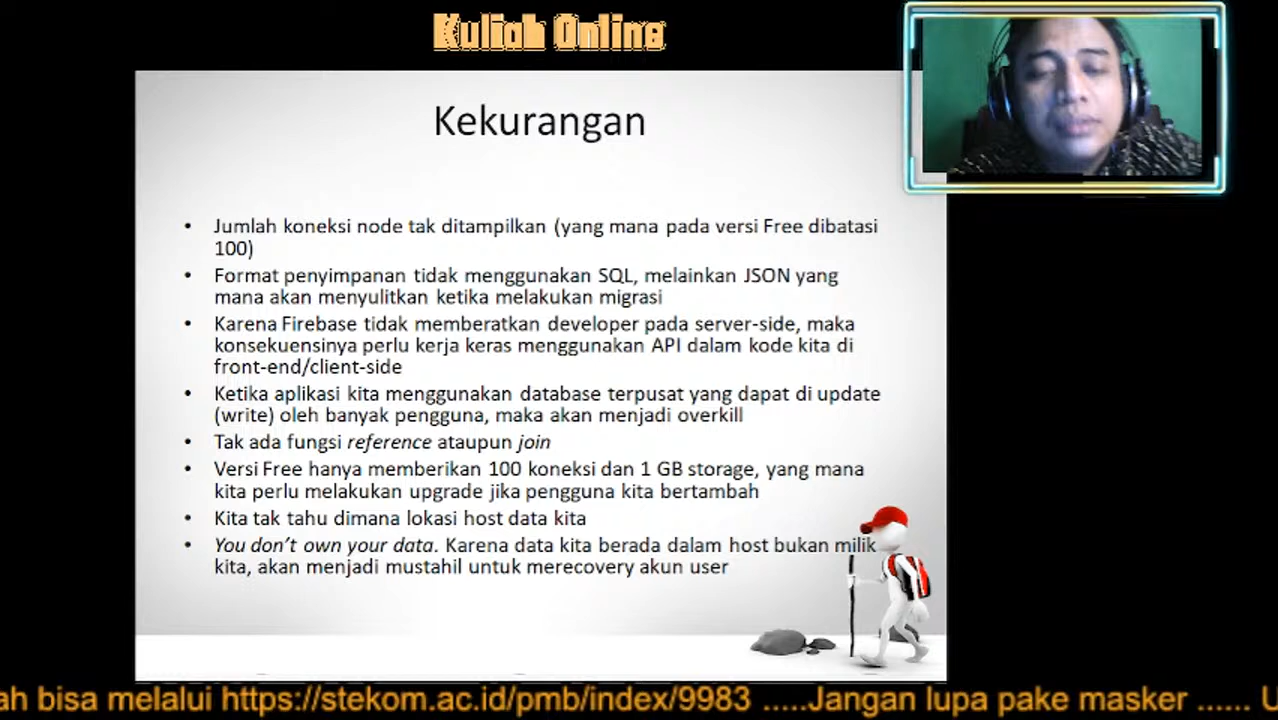 Kuliah Online
Kekurangan
• Jumlah koneksi node tak ditampilkan (yang mana pada versi Free dibatasi
100)
• Format penyimpanan tidak menggunakan SQL, melainkan JSON yang
mana akan menyulitkan ketika melakukan migrasi
• Karena Firebase tidak memberatkan developer pada server-side, maka
konsekuensinya perlu kerja keras menggunakan API dalam kode kita di
front-end/client-side
• Ketika aplikasi kita menggunakan database terpusat yang dapat di update
(write) oleh banyak pengguna, maka akan menjadi overkill
• Tak ada fungsi reference ataupun join
• Versi Free hanya memberikan 100 koneksi dan 1 GB storage, yang mana
kita perlu melakukan upgrade jika pengguna kita bertambah
• Kita tak tahu dimana lokasi host data kita
• You don't own your data. Karena data kita berada dalam host bukan milik
kita, akan menjadi mustahil untuk merecovery akun user
ah bisa melalui https://stekom.ac.id/pmb/index/9983 .....Jangan lupa pake masker ...... U